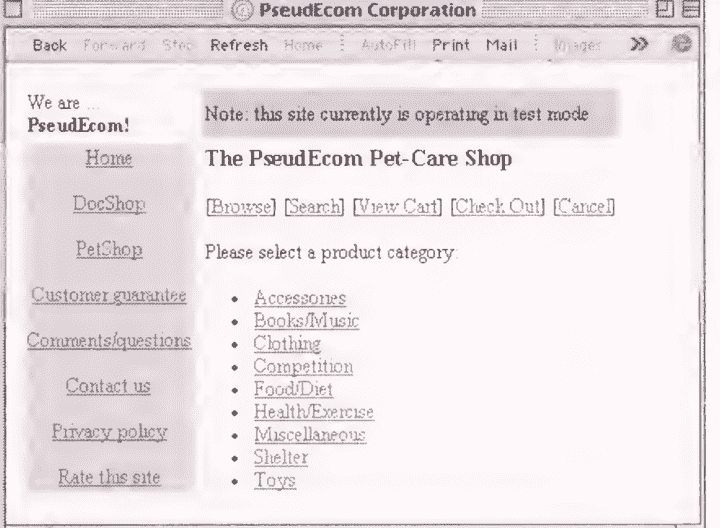 PseudEcom Corporation
Back Forward Stop Refresh Home AutoFill Print Mail Images »
We are ...
PseudEcom!
Home
DocShop
PetShop
Customer guarantee
Comments/questions
Contact us
Privacy policy
Rate this site
Note: this site currently is operating in test mode
The PseudEcom Pet-Care Shop
[Browse] [Search] [View Cart] [Check Out] [Cancel]
Please select a product category:
• Accessories
• Books/Music
• Clothing
• Competition
• Food/Diet
• Health/Exercise
• Miscellaneous
• Shelter
• Toys